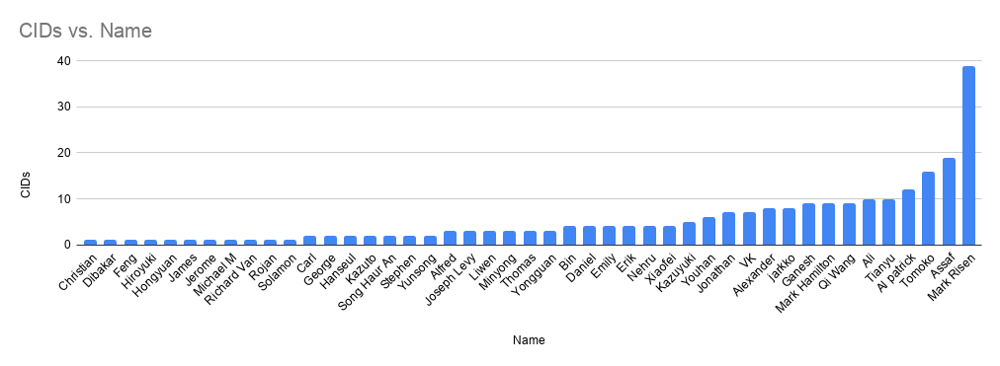 CIDs vs. Name
40
30
20
10
0
CIDs
Christian
Dibakar
Feng
Hiroyuki
Hongyuan
James
Jerome
Michael M
Richard Van
Rojan
Solamon
Carl
George
Hanseul
Kazuto
Song Haur An
Stephen
Yunsong
Alfred
Joseph Levy
Liwen
Minyong
Thomas
Yongguan
Bin
Daniel
Emily
Erik
Nehru
Xiaofei
Kazuyuki
Youhan
Jonathan
VK
Alexander
jarkko
Ganesh
Mark Hamilton
Qi Wang
Ali
Tianyu
Al patrick
Tomoko
Assaf
Mark Risen
Name